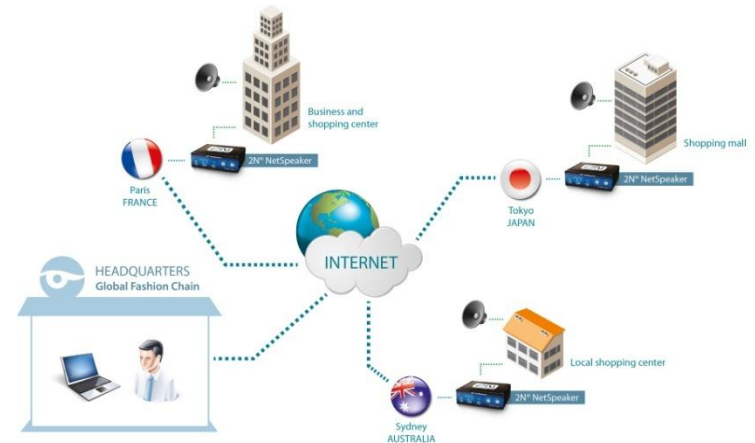 Business and
shopping center
2N® NetSpeaker
Paris
FRANCE
Shopping mall
2N® NetSpeaker
Tokyo
JAPAN
INTERNET
HEADQUARTERS
Global Fashion Chain
Local shopping center
2N® NetSpeaker
Sydney
AUSTRALIA